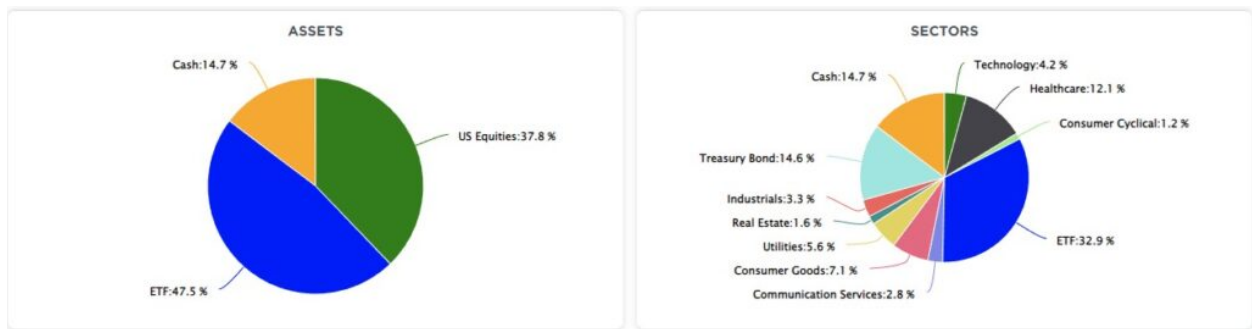 ASSETS
Cash:14.7 %
US Equities:37.8 %
ETF:47.5 %
SECTORS
Technology:4.2 %
Cash:14.7 %
Healthcare:12.1 %
Consumer Cyclical:1.2 %
Treasury Bond:14.6 %
Industrials:3.3 %
Real Estate:1.6 %
Utilities:5.6 %
ETF:32.9 %
Consumer Goods:7.1 %
Communication Services:2.8 %